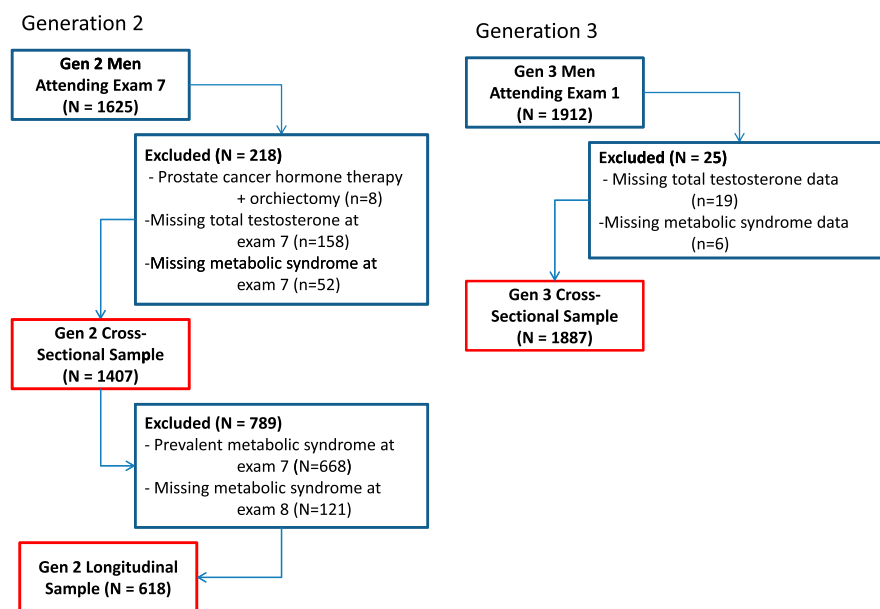 Generation 2
Gen 2 Men
Attending Exam 7
(N = 1625)
Excluded (N = 218)
- Prostate cancer hormone therapy
+ orchiectomy (n=8)
-Missing total testosterone at
exam 7 (n=158)
-Missing metabolic syndrome at
exam 7 (n=52)
Gen 2 Cross-
Sectional Sample
(N = 1407)
Excluded (N = 789)
- Prevalent metabolic syndrome at
exam 7 (N=668)
- Missing metabolic syndrome at
exam 8 (N=121)
Gen 2 Longitudinal
Sample (N = 618)
Generation 3
Gen 3 Men
Attending Exam 1
(N = 1912)
Excluded (N = 25)
- Missing total testosterone data
(n=19)
-Missing metabolic syndrome data
(n=6)
Gen 3 Cross-
Sectional Sample
(N = 1887)